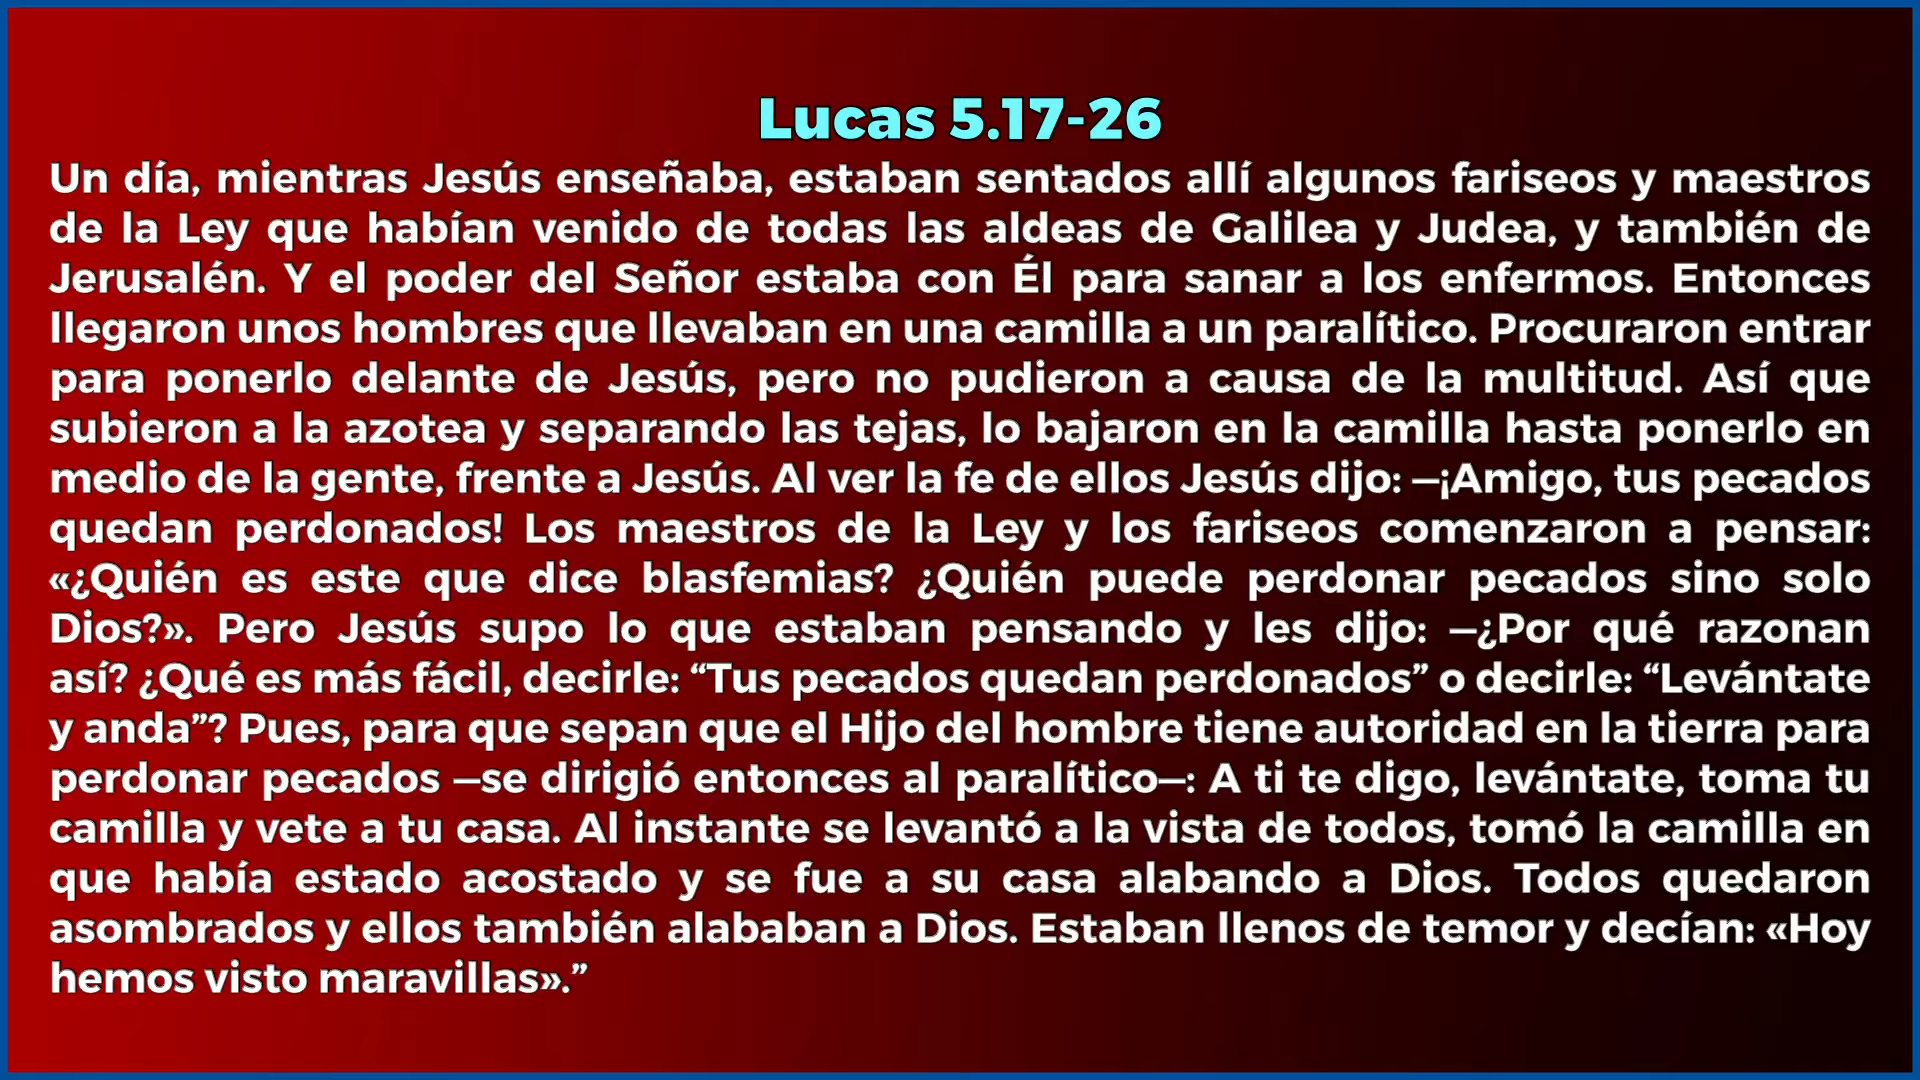 Lucas 5.17-26
Un día, mientras Jesús enseñaba, estaban sentados allí algunos fariseos y maestros
de la Ley que habían venido de todas las aldeas de Galilea y Judea, y también de
Jerusalén. Y el poder del Señor estaba con Él para sanar a los enfermos. Entonces
llegaron unos hombres que llevaban en una camilla a un paralítico. Procuraron entrar
para ponerlo delante de Jesús, pero no pudieron a causa de la multitud. Así que
subieron a la azotea y separando las tejas, lo bajaron en la camilla hasta ponerlo en
medio de la gente, frente a Jesús. Al ver la fe de ellos Jesús dijo: —¡Amigo, tus pecados
quedan perdonados! Los maestros de la Ley y los fariseos comenzaron a pensar:
«¿Quién es este que dice blasfemias? ¿Quién puede perdonar pecados sino solo
Dios?». Pero Jesús supo lo que estaban pensando y les dijo: —¿Por qué razonan
así? ¿Qué es más fácil, decirle: “Tus pecados quedan perdonados” o decirle: “Levántate
y anda”? Pues, para que sepan que el Hijo del hombre tiene autoridad en la tierra para
perdonar pecados —se dirigió entonces al paralítico—: A ti te digo, levántate, toma tu
camilla y vete a tu casa. Al instante se levantó a la vista de todos, tomó la camilla en
que había estado acostado y se fue a su casa alabando a Dios. Todos quedaron
asombrados y ellos también alababan a Dios. Estaban llenos de temor y decían: «Hoy
hemos visto maravillas».”